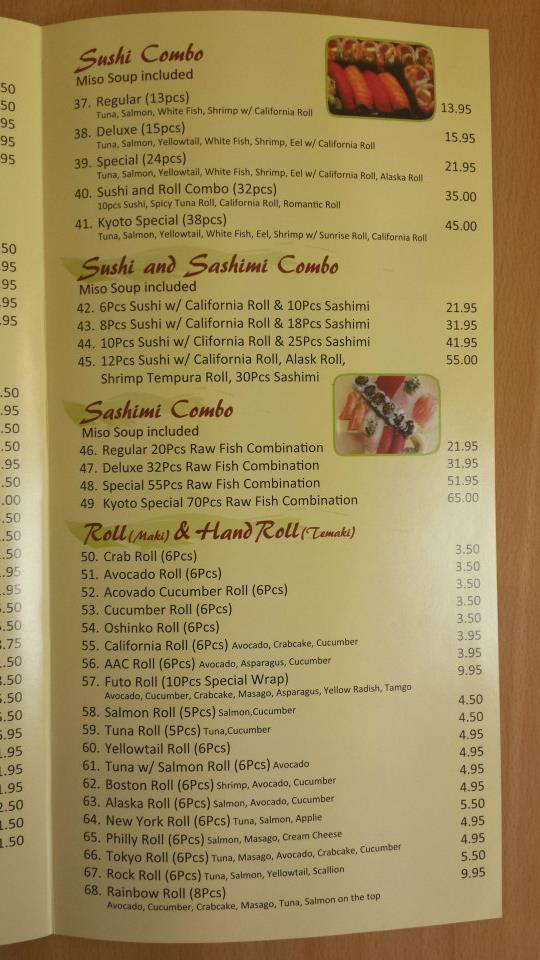 Sushi Combo
Miso Soup included
37. Regular (13pcs) 13.95
Tuna, Salmon, White Fish, Shrimp w/ California Roll
38. Deluxe (15pcs) 15.95
Tuna, Salmon, Yellowtail, White Fish, Shrimp, Eel w/ California Roll
39. Special (24pcs) 21.95
Tuna, Salmon, Yellowtail, White Fish, Shrimp, Eel w/ California Roll, Alaska Roll
40. Sushi and Roll Combo (32pcs) 35.00
10pcs Sushi, Spicy Tuna Roll, California Roll, Romantic Roll
41. Kyoto Special (38pcs) 45.00
Tuna, Salmon, Yellowtail, White Fish, Eel, Shrimp w/ Sunrise Roll, California Roll
Sushi and Sashimi Combo
Miso Soup included
42. 6Pcs Sushi w/ California Roll & 10Pcs Sashimi 21.95
43. 8Pcs Sushi w/ California Roll & 18Pcs Sashimi 31.95
44. 10Pcs Sushi w/ Clifornia Roll & 25Pcs Sashimi 41.95
45. 12Pcs Sushi w/ California Roll, Alask Roll, 55.00
Shrimp Tempura Roll, 30Pcs Sashimi
Sashimi Combo
Miso Soup included
46. Regular 20Pcs Raw Fish Combination 21.95
47. Deluxe 32Pcs Raw Fish Combination 31.95
48. Special 55Pcs Raw Fish Combination 51.95
49 Kyoto Special 70Pcs Raw Fish Combination 65.00
Roll (Maki) & Hand Roll (Temaki)
50. Crab Roll (6Pcs) 3.50
51. Avocado Roll (6Pcs) 3.50
52. Acovado Cucumber Roll (6Pcs) 3.50
53. Cucumber Roll (6Pcs) 3.50
54. Oshinko Roll (6Pcs) 3.50
55. California Roll (6Pcs) Avocado, Crabcake, Cucumber 3.95
56. AAC Roll (6Pcs) Avocado, Asparagus, Cucumber 3.95
57. Futo Roll (10Pcs Special Wrap) 9.95
Avocado, Cucumber, Crabcake, Masago, Asparagus, Yellow Radish, Tamgo
58. Salmon Roll (5Pcs) Salmon,Cucumber 4.50
59. Tuna Roll (5Pcs) Tuna,Cucumber 4.50
60. Yellowtail Roll (6Pcs) 4.95
61. Tuna w/ Salmon Roll (6Pcs) Avocado 4.95
62. Boston Roll (6Pcs) Shrimp, Avocado, Cucumber 4.95
63. Alaska Roll (6Pcs) Salmon, Avocado, Cucumber 4.95
64. New York Roll (6Pcs) Tuna, Salmon, Applie 5.50
65. Philly Roll (6Pcs) Salmon, Masago, Cream Cheese 4.95
66. Tokyo Roll (6Pcs) Tuna, Masago, Avocado, Crabcake, Cucumber 4.95
67. Rock Roll (6Pcs) Tuna, Salmon, Yellowtail, Scallion 5.50
68. Rainbow Roll (8Pcs) 9.95
Avocado, Cucumber, Crabcake, Masago, Tuna, Salmon on the top